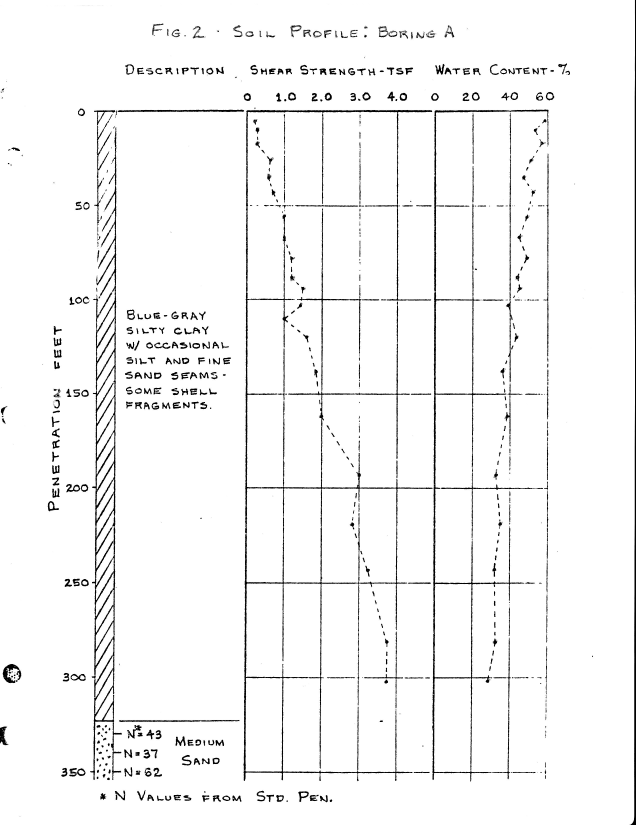 FIG. 2 · SOIL PROFILE: BORING A
DESCRIPTION SHEAR STRENGTH-TSF WATER CONTENT-%
0 1.0 2.0 3.0 4.0 0 20 40 60
0
50
100
150
200
250
300
350
PENETRATION FEET
BLUE-GRAY
SILTY CLAY
W/ OCCASIONAL
SILT AND FINE
SAND SEAMS-
SOME SHELL
FRAGMENTS.
N*=43
N=37
N=62
MEDIUM
SAND
* N VALUES FROM STD. PEN.